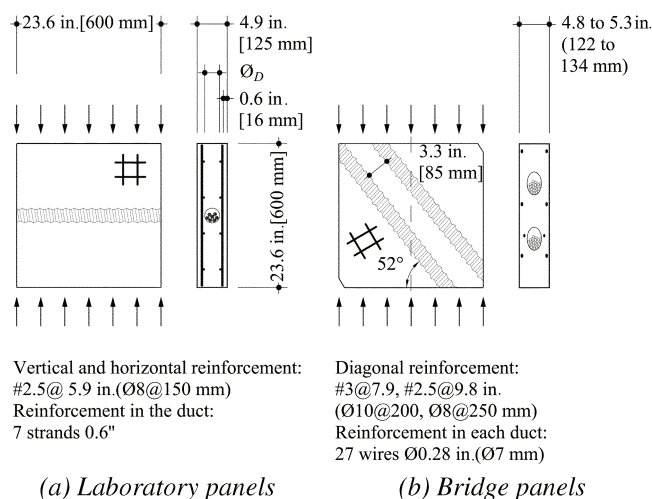 23.6 in.[600 mm]
4.9 in.
[125 mm]
Ø_D
0.6 in.
[16 mm]
23.6 in.[600 mm]
Vertical and horizontal reinforcement:
#2.5@ 5.9 in.(Ø8@150 mm)
Reinforcement in the duct:
7 strands 0.6"
(a) Laboratory panels
4.8 to 5.3 in.
(122 to
134 mm)
3.3 in.
[85 mm]
52°
Diagonal reinforcement:
#3@7.9, #2.5@9.8 in.
(Ø10@200, Ø8@250 mm)
Reinforcement in each duct:
27 wires Ø0.28 in.(Ø7 mm)
(b) Bridge panels